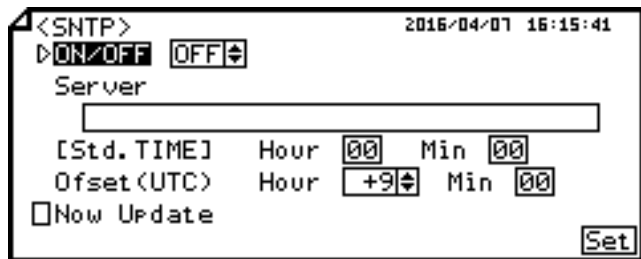 <SNTP> 2016/04/07 16:15:41
ON/OFF OFF
Server
[Std.TIME] Hour 00 Min 00
Ofset(UTC) Hour +9 Min 00
Now Update
Set